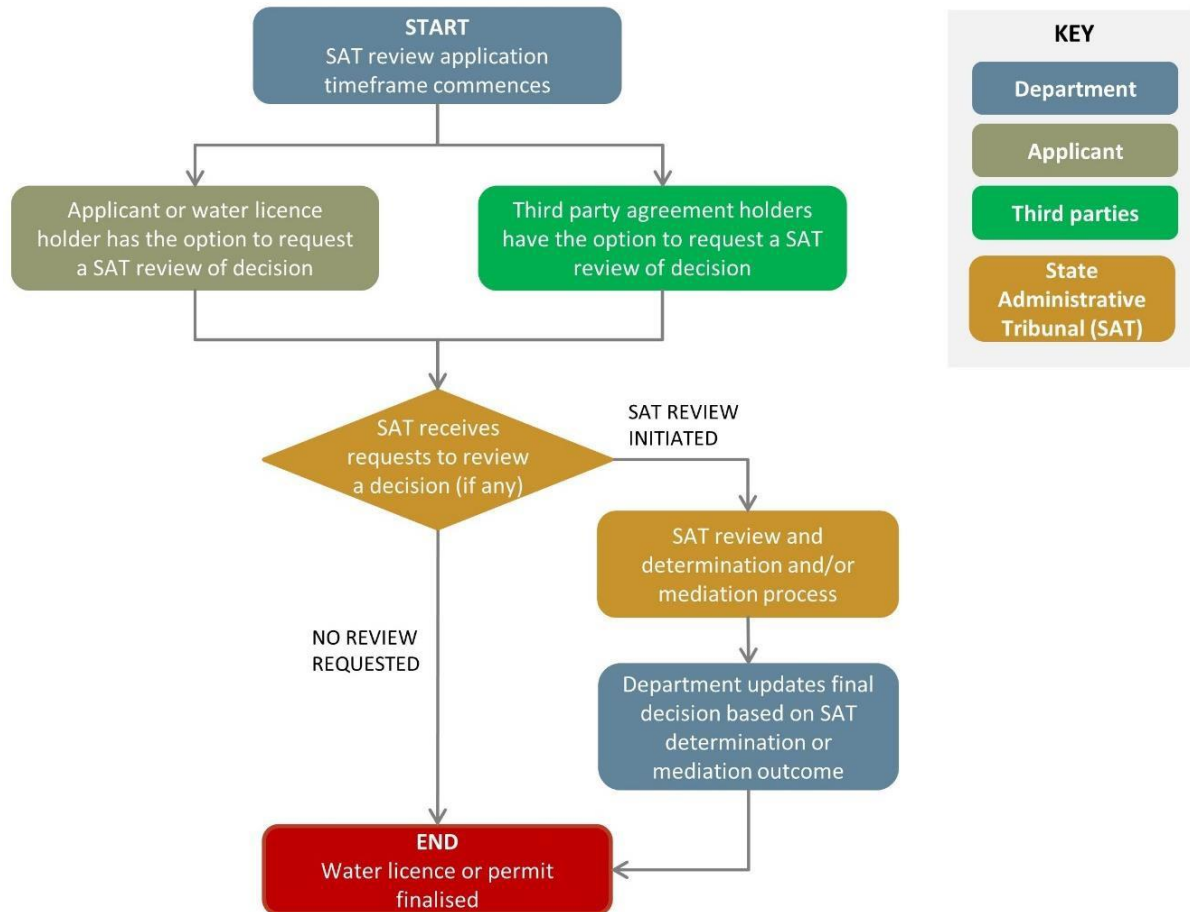 START
SAT review application
timeframe commences
Applicant or water licence
holder has the option to request
a SAT review of decision
Third party agreement holders
have the option to request a SAT
review of decision
SAT receives
requests to review
a decision (if any)
SAT REVIEW
INITIATED
SAT review and
determination and/or
mediation process
NO REVIEW
REQUESTED
Department updates final
decision based on SAT
determination or
mediation outcome
END
Water licence or permit
finalised
KEY
Department
Applicant
Third parties
State
Administrative
Tribunal (SAT)